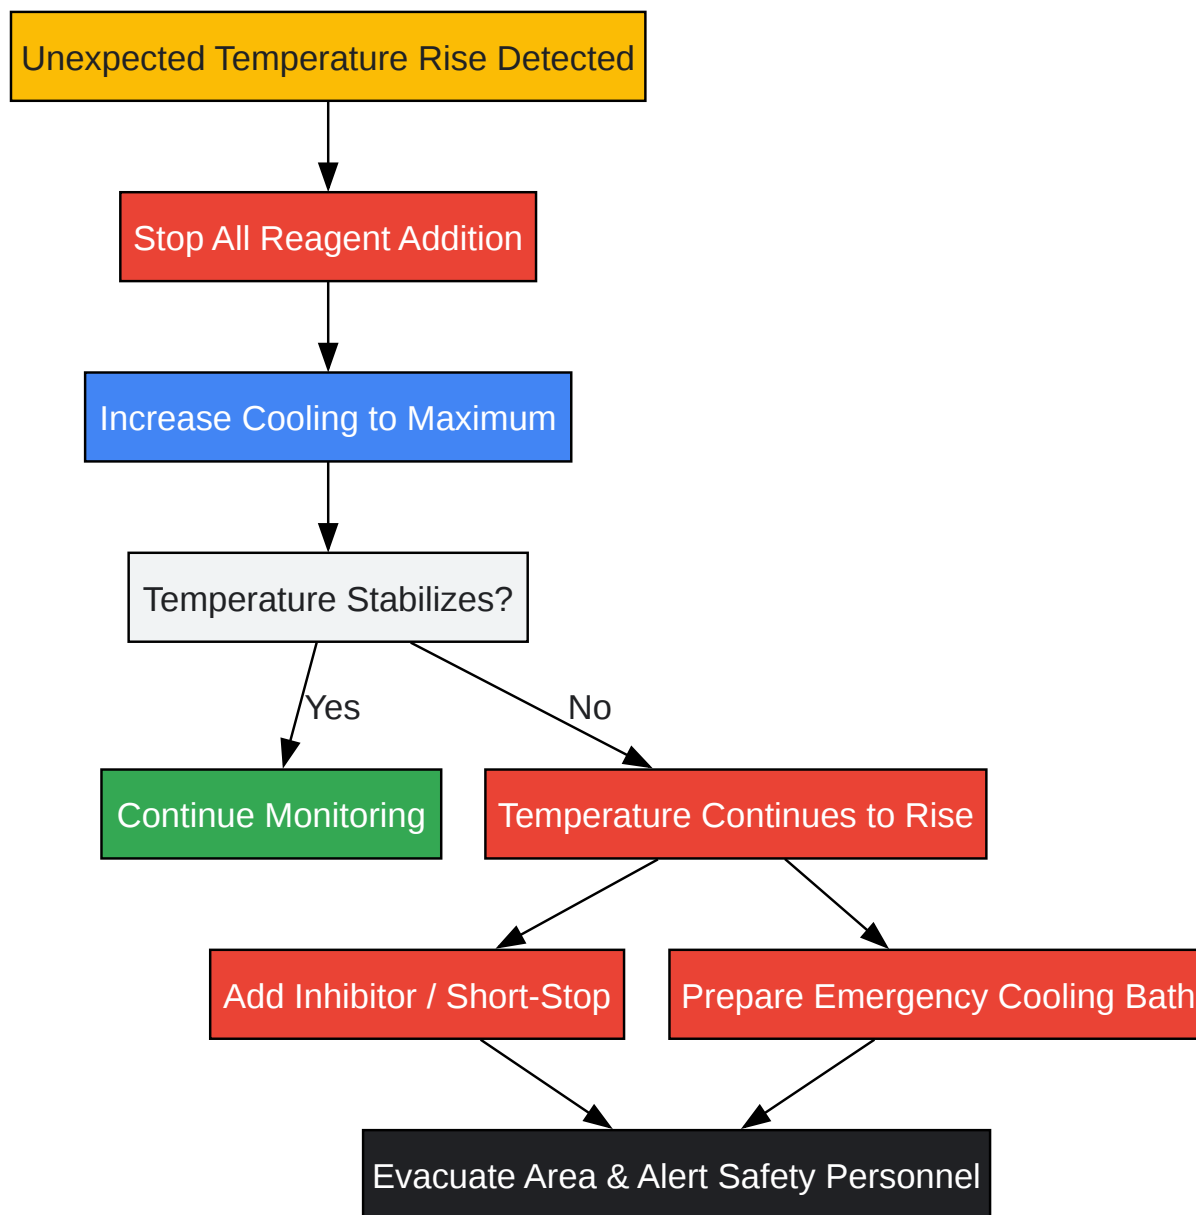 Unexpected Temperature Rise Detected
Stop All Reagent Addition
Increase Cooling to Maximum
Temperature Stabilizes?
Yes
No
Continue Monitoring
Temperature Continues to Rise
Add Inhibitor / Short-Stop
Prepare Emergency Cooling Bath
Evacuate Area & Alert Safety Personnel